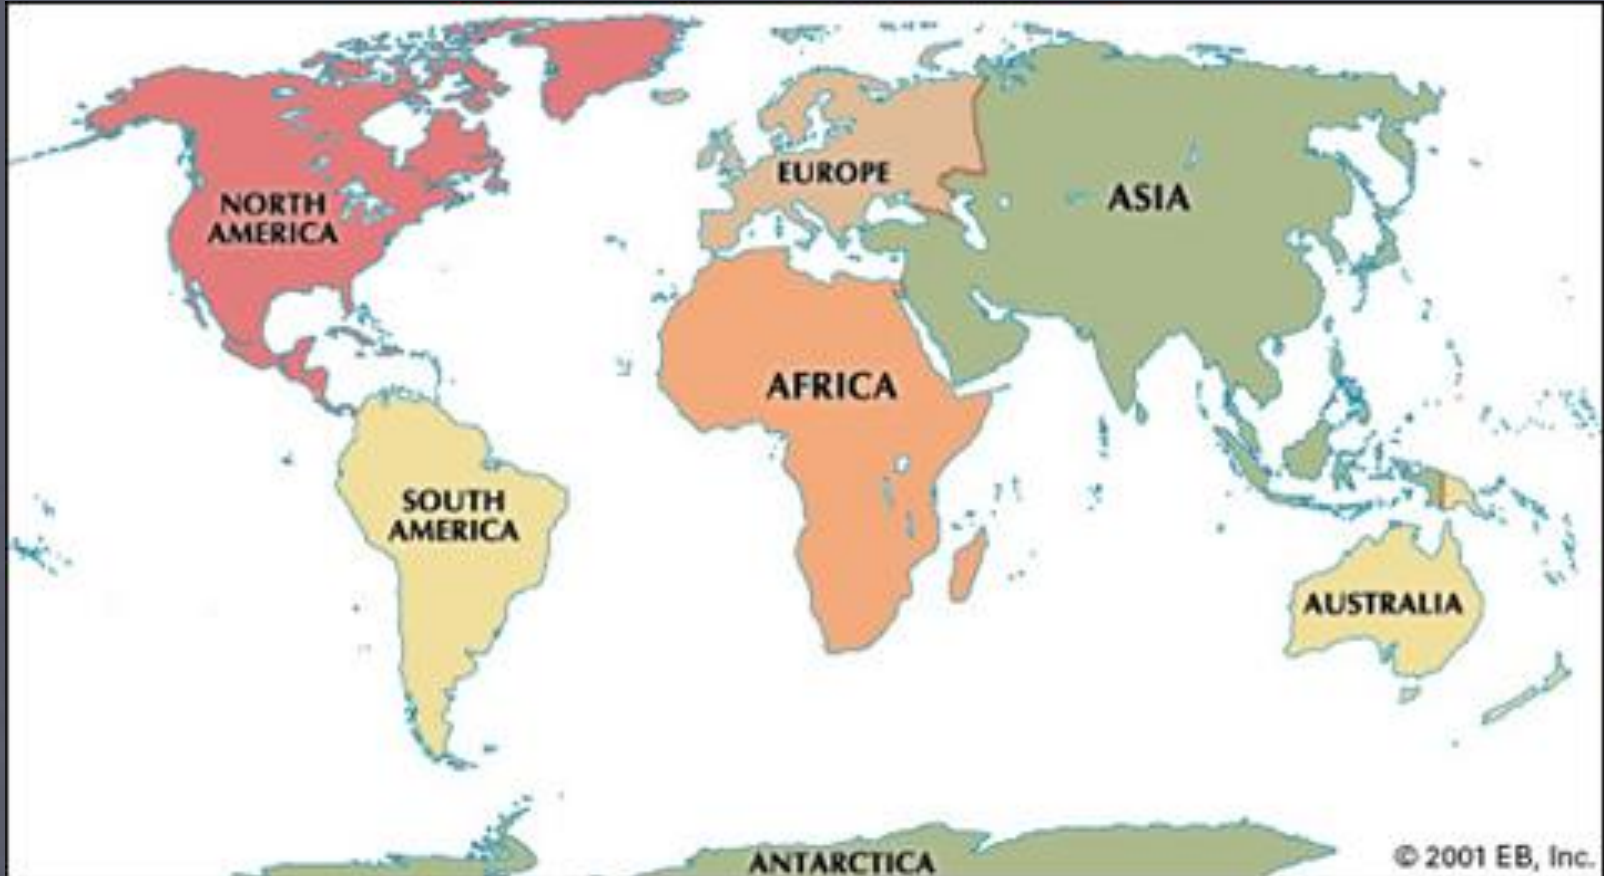 NORTH
AMERICA
EUROPE
ASIA
AFRICA
SOUTH
AMERICA
AUSTRALIA
ANTARCTICA
© 2001 EB, Inc.